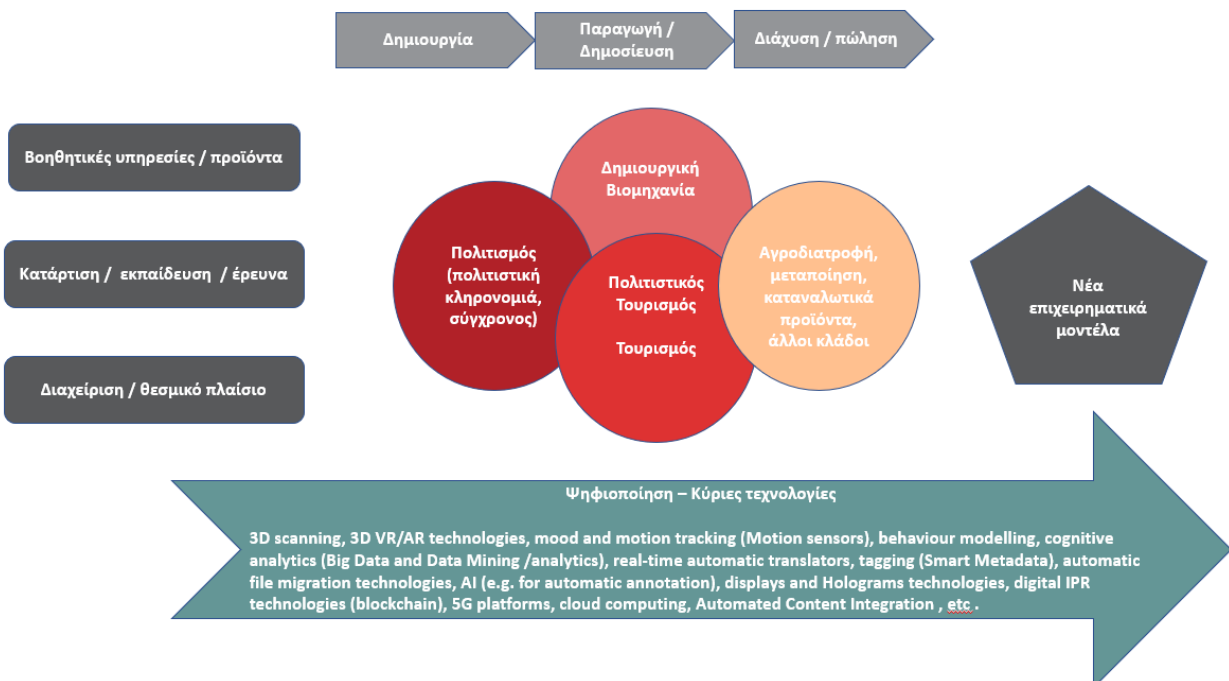 Δημιουργία
Παραγωγή /
Δημοσίευση
Διάχυση / πώληση
Βοηθητικές υπηρεσίες / προϊόντα
Κατάρτιση / εκπαίδευση / έρευνα
Διαχείριση / θεσμικό πλαίσιο
Δημιουργική
Βιομηχανία
Πολιτισμός
(πολιτιστική
κληρονομιά,
σύγχρονος)
Πολιτιστικός
Τουρισμός
Τουρισμός
Αγροδιατροφή,
μεταποίηση,
καταναλωτικά
προϊόντα,
άλλοι κλάδοι
Νέα
επιχειρηματικά
μοντέλα
Ψηφιοποίηση – Κύριες τεχνολογίες
3D scanning, 3D VR/AR technologies, mood and motion tracking (Motion sensors), behaviour modelling, cognitive
analytics (Big Data and Data Mining /analytics), real-time automatic translators, tagging (Smart Metadata), automatic
file migration technologies, AI (e.g. for automatic annotation), displays and Holograms technologies, digital IPR
technologies (blockchain), 5G platforms, cloud computing, Automated Content Integration , etc .